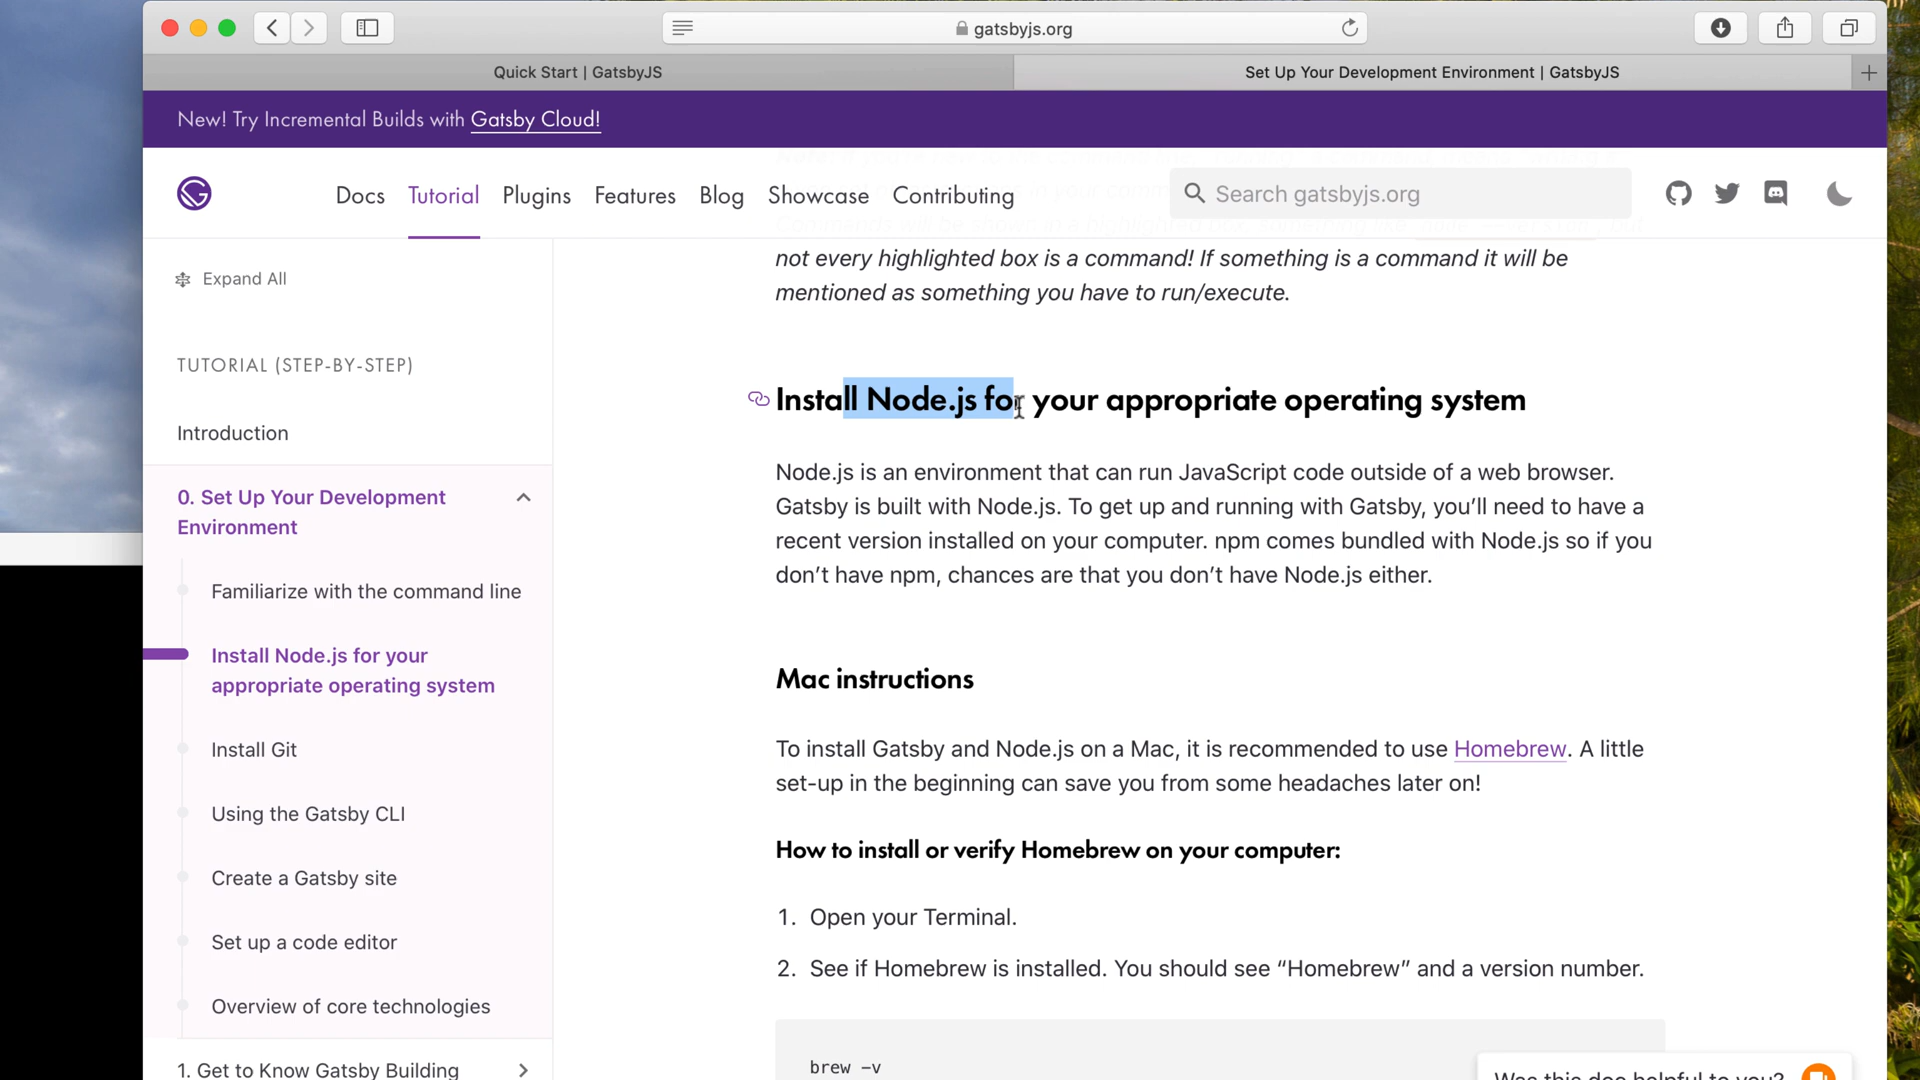 gatsbyjs.org
Quick Start | GatsbyJS
Set Up Your Development Environment | GatsbyJS
New! Try Incremental Builds with Gatsby Cloud!
Docs Tutorial Plugins Features Blog Showcase Contributing
Search gatsbyjs.org
Expand All
TUTORIAL (STEP-BY-STEP)
Introduction
0. Set Up Your Development
Environment
Familiarize with the command line
Install Node.js for your
appropriate operating system
Install Git
Using the Gatsby CLI
Create a Gatsby site
Set up a code editor
Overview of core technologies
1. Get to Know Gatsby Building
not every highlighted box is a command! If something is a command it will be
mentioned as something you have to run/execute.
Install Node.js for your appropriate operating system
Node.js is an environment that can run JavaScript code outside of a web browser.
Gatsby is built with Node.js. To get up and running with Gatsby, you’ll need to have a
recent version installed on your computer. npm comes bundled with Node.js so if you
don’t have npm, chances are that you don’t have Node.js either.
Mac instructions
To install Gatsby and Node.js on a Mac, it is recommended to use Homebrew. A little
set-up in the beginning can save you from some headaches later on!
How to install or verify Homebrew on your computer:
1. Open your Terminal.
2. See if Homebrew is installed. You should see “Homebrew” and a version number.
brew -v
Was this doc helpful to you?